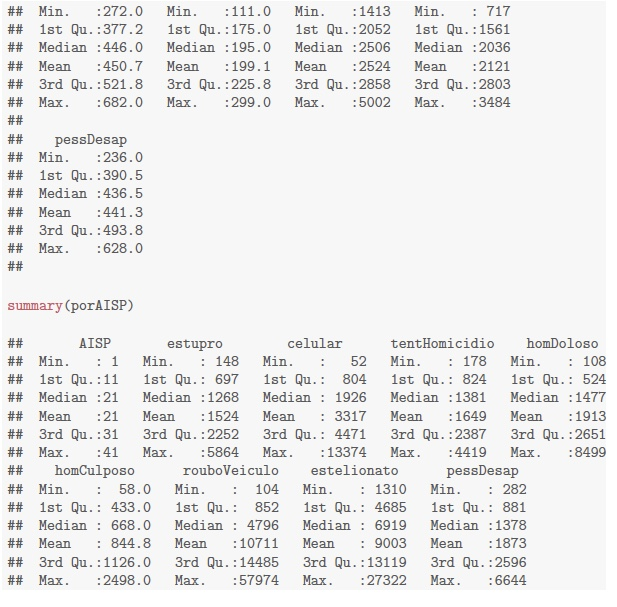 ##  Min.   :272.0   Min.   :111.0   Min.   :1413   Min.   : 717
##  1st Qu.:377.2   1st Qu.:175.0   1st Qu.:2052   1st Qu.:1561
##  Median :446.0   Median :195.0   Median :2506   Median :2036
##  Mean   :450.7   Mean   :199.1   Mean   :2524   Mean   :2121
##  3rd Qu.:521.8   3rd Qu.:225.8   3rd Qu.:2858   3rd Qu.:2803
##  Max.   :682.0   Max.   :299.0   Max.   :5002   Max.   :3484
##
##    pessDesap
##  Min.   :236.0
##  1st Qu.:390.5
##  Median :436.5
##  Mean   :441.3
##  3rd Qu.:493.8
##  Max.   :628.0
##
summary(porAISP)
##       AISP       estupro        celular      tentHomicidio    homDoloso
##  Min.   : 1   Min.   : 148   Min.   :   52   Min.   : 178   Min.   : 108
##  1st Qu.:11   1st Qu.: 697   1st Qu.:  804   1st Qu.: 824   1st Qu.: 524
##  Median :21   Median :1268   Median : 1926   Median :1381   Median :1477
##  Mean   :21   Mean   :1524   Mean   : 3317   Mean   :1649   Mean   :1913
##  3rd Qu.:31   3rd Qu.:2252   3rd Qu.: 4471   3rd Qu.:2387   3rd Qu.:2651
##  Max.   :41   Max.   :5864   Max.   :13374   Max.   :4419   Max.   :8499
##    homCulposo       rouboVeiculo    estelionato      pessDesap
##  Min.   :  58.0   Min.   :  104   Min.   : 1310   Min.   : 282
##  1st Qu.: 433.0   1st Qu.:  852   1st Qu.: 4685   1st Qu.: 881
##  Median : 668.0   Median : 4796   Median : 6919   Median :1378
##  Mean   : 844.8   Mean   :10711   Mean   : 9003   Mean   :1873
##  3rd Qu.:1126.0   3rd Qu.:14485   3rd Qu.:13119   3rd Qu.:2596
##  Max.   :2498.0   Max.   :57974   Max.   :27322   Max.   :6644